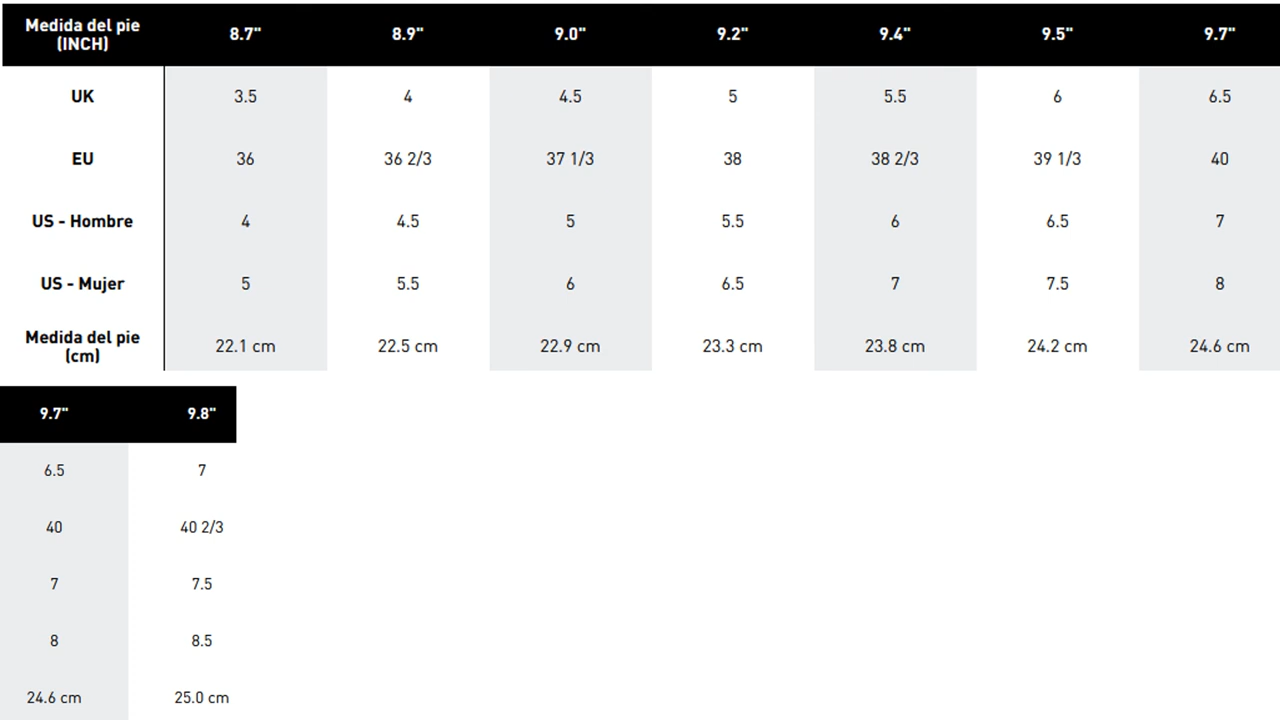 Medida del pie (INCH) 8.7" 8.9" 9.0" 9.2" 9.4" 9.5" 9.7"
UK 3.5 4 4.5 5 5.5 6 6.5
EU 36 36 2/3 37 1/3 38 38 2/3 39 1/3 40
US - Hombre 4 4.5 5 5.5 6 6.5 7
US - Mujer 5 5.5 6 6.5 7 7.5 8
Medida del pie (cm) 22.1 cm 22.5 cm 22.9 cm 23.3 cm 23.8 cm 24.2 cm 24.6 cm
9.7" 9.8"
6.5 7
40 40 2/3
7 7.5
8 8.5
24.6 cm 25.0 cm